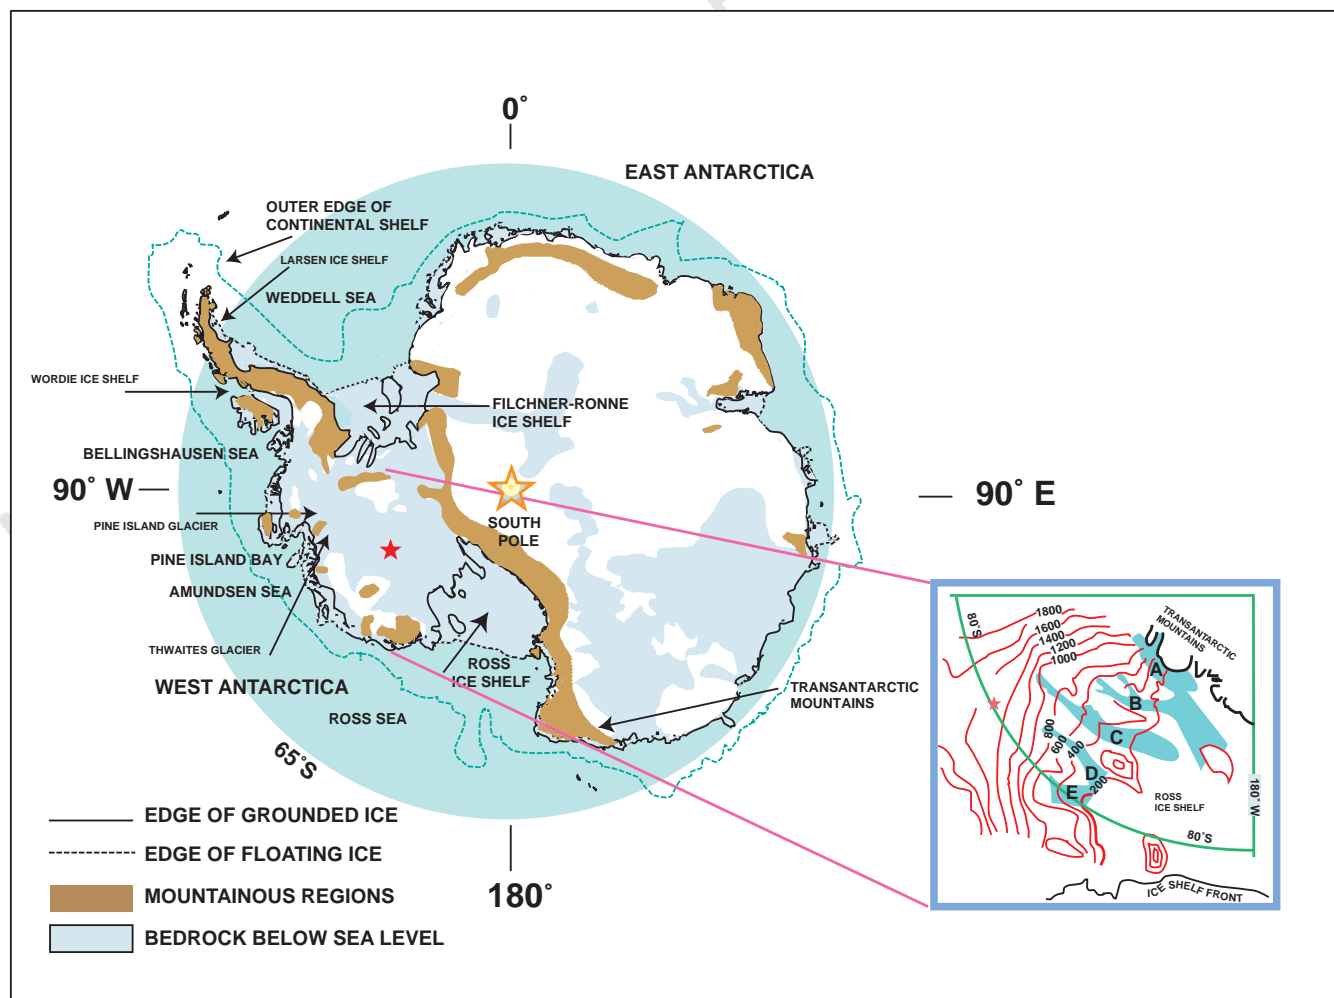 0°
EAST ANTARCTICA
OUTER EDGE OF
CONTINENTAL SHELF
LARSEN ICE SHELF
WEDDELL SEA
WORDIE ICE SHELF
FILCHNER-RONNE
ICE SHELF
BELLINGSHAUSEN SEA
90° W
90° E
PINE ISLAND GLACIER
SOUTH
POLE
PINE ISLAND BAY
AMUNDSEN SEA
THWAITES GLACIER
ROSS
ICE SHELF
WEST ANTARCTICA
TRANSANTARCTIC
MOUNTAINS
ROSS SEA
65°S
180°
EDGE OF GROUNDED ICE
EDGE OF FLOATING ICE
MOUNTAINOUS REGIONS
BEDROCK BELOW SEA LEVEL
80°S
1800
1600
1400
1200
1000
TRANSANTARCTIC
MOUNTAINS
A
B
C
800
600
400
D
200
E
ROSS
ICE SHELF
180° W
80°S
ICE SHELF FRONT